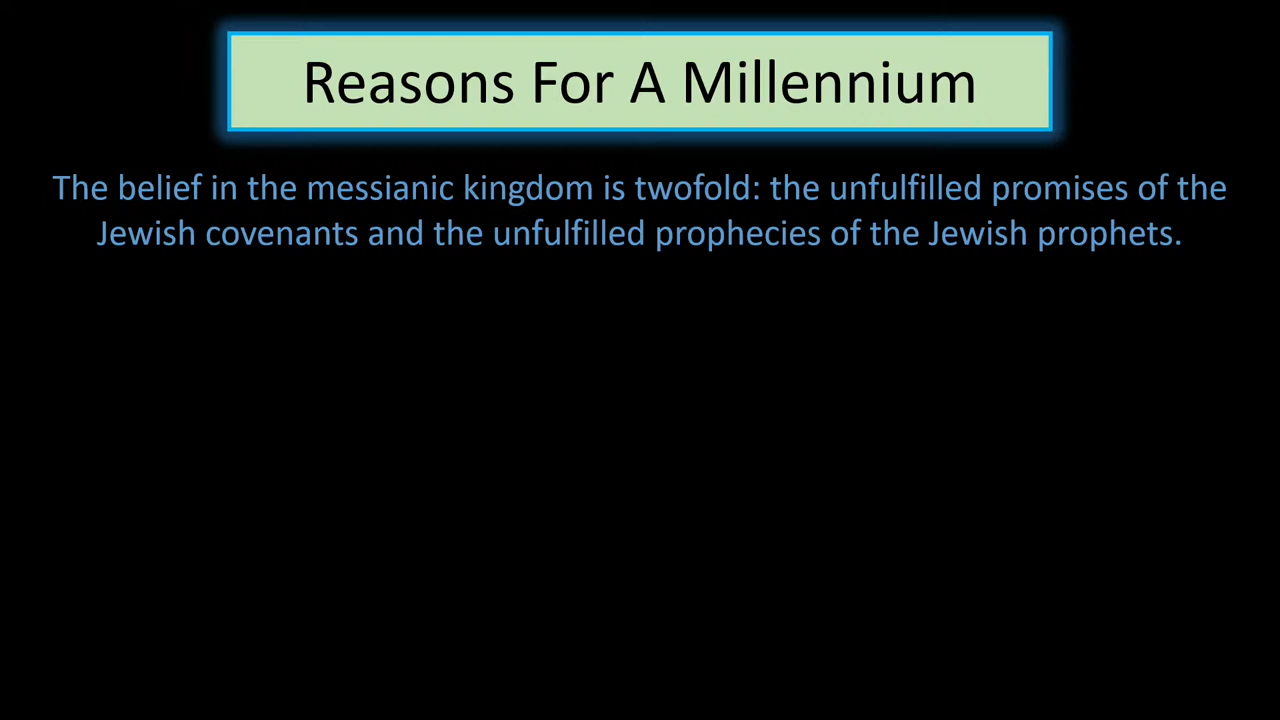 Reasons For A Millennium
The belief in the messianic kingdom is twofold: the unfulfilled promises of the
Jewish covenants and the unfulfilled prophecies of the Jewish prophets.